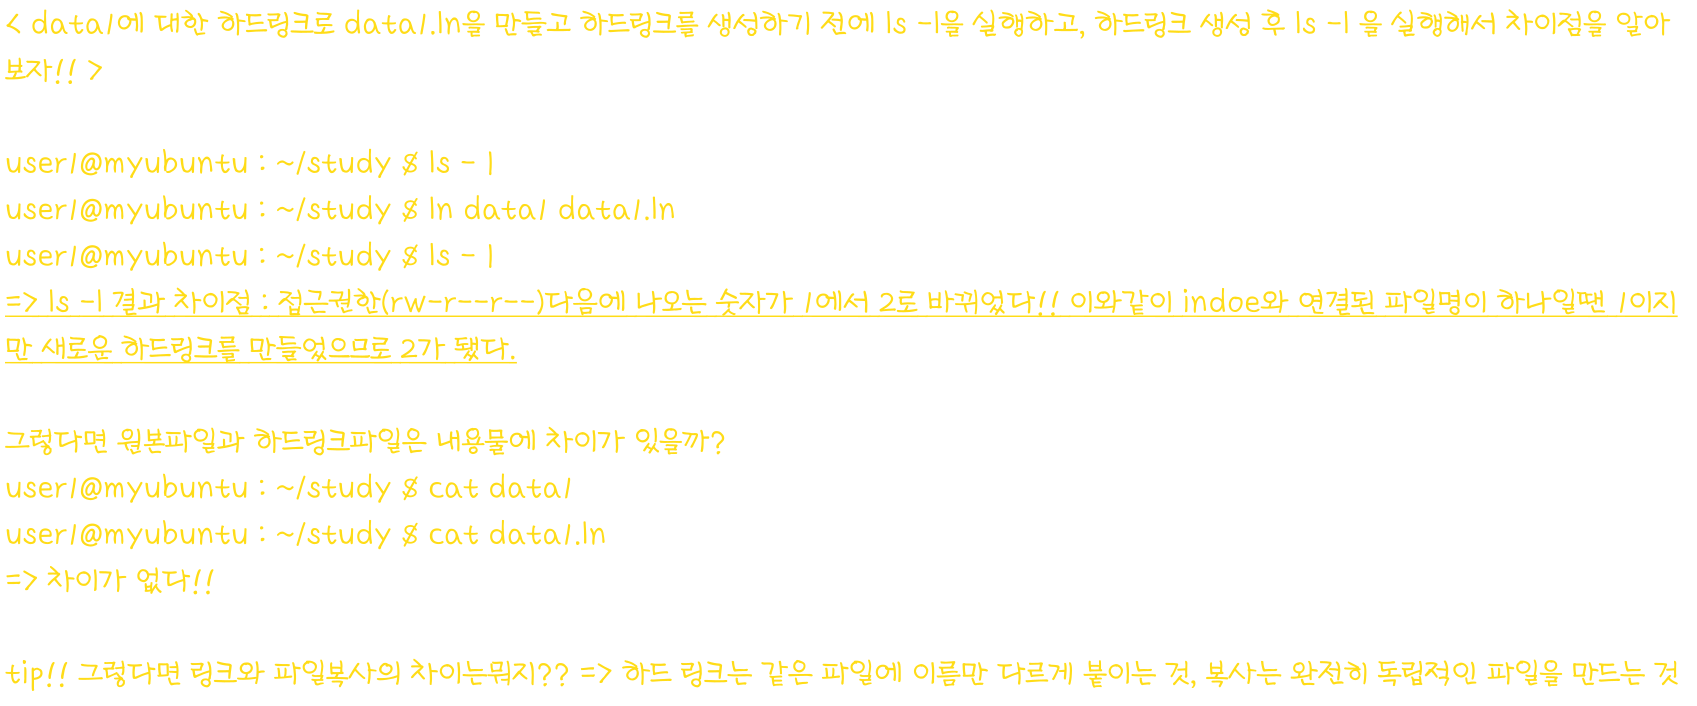 < data1에 대한 하드링크로 data1.ln을 만들고 하드링크를 생성하기 전에 ls -l을 실행하고, 하드링크 생성 후 ls -l 을 실행해서 차이점을 알아
보자!! >
user1@myubuntu : ~/study $ ls - l
user1@myubuntu : ~/study $ ln data1 data1.ln
user1@myubuntu : ~/study $ ls - l
=> ls -l 결과 차이점 : 접근권한(rw-r--r--)다음에 나오는 숫자가 1에서 2로 바뀌었다!! 이와같이 indoe와 연결된 파일명이 하나일땐 1이지
만 새로운 하드링크를 만들었으므로 2가 됐다.
그렇다면 원본파일과 하드링크파일은 내용물에 차이가 있을까?
user1@myubuntu : ~/study $ cat data1
user1@myubuntu : ~/study $ cat data1.ln
=> 차이가 없다!!
tip!! 그렇다면 링크와 파일복사의 차이는뭐지?? => 하드 링크는 같은 파일에 이름만 다르게 붙이는 것, 복사는 완전히 독립적인 파일을 만드는 것